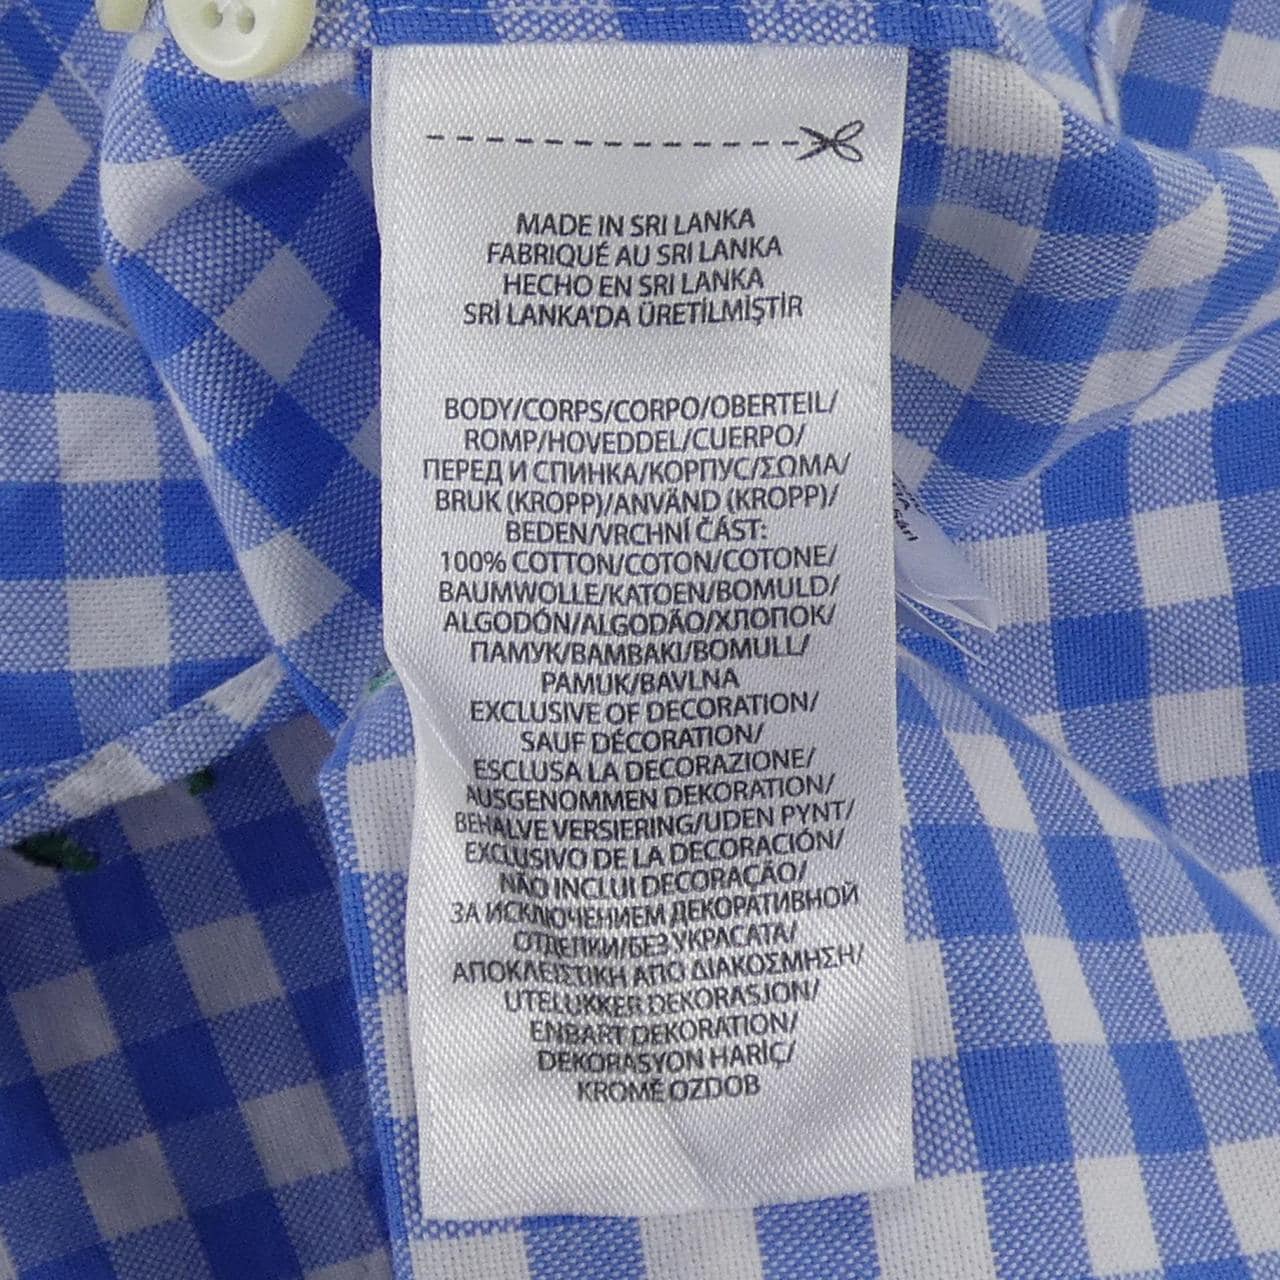 MADE IN SRI LANKA
FABRIQUÉ AU SRI LANKA
HECHO EN SRI LANKA
SRİ LANKA'DA ÜRETİLMİŞTİR
BODY/CORPS/CORPO/OBERTEIL/
ROMP/HOVEDDEL/CUERPO/
ПЕРЕД И СПИНКА/КОРПУС/ΣΩΜΑ/
BRUK (KROPP)/ANVÄND (KROPP)/
BEDEN/VRCHNÍ ČÁST:
100% COTTON/COTON/COTONE/
BAUMWOLLE/KATOEN/BOMULD/
ALGODÓN/ALGODÃO/ХЛОПОК/
ПАМУК/ΒΑΜΒΑΚΙ/BOMULL/
PAMUK/BAVLNA
EXCLUSIVE OF DECORATION/
SAUF DÉCORATION/
ESCLUSA LA DECORAZIONE/
AUSGENOMMEN DEKORATION/
BEHALVE VERSIERING/UDEN PYNT/
EXCLUSIVO DE LA DECORACIÓN/
NÃO INCLUI DECORAÇÃO/
ЗА ИСКЛЮЧЕНИЕМ ДЕКОРАТИВНОЙ
ОТДЕЛКИ/БЕЗ УКРАСАТА/
ΑΠΟΚΛΕΙΣΤΙΚΗ ΑΠΟ ΔΙΑΚΟΣΜΗΣΗ/
UTELUKKER DEKORASJON/
ENBART DEKORATION/
DEKORASYON HARİÇ/
KROMĚ OZDOB